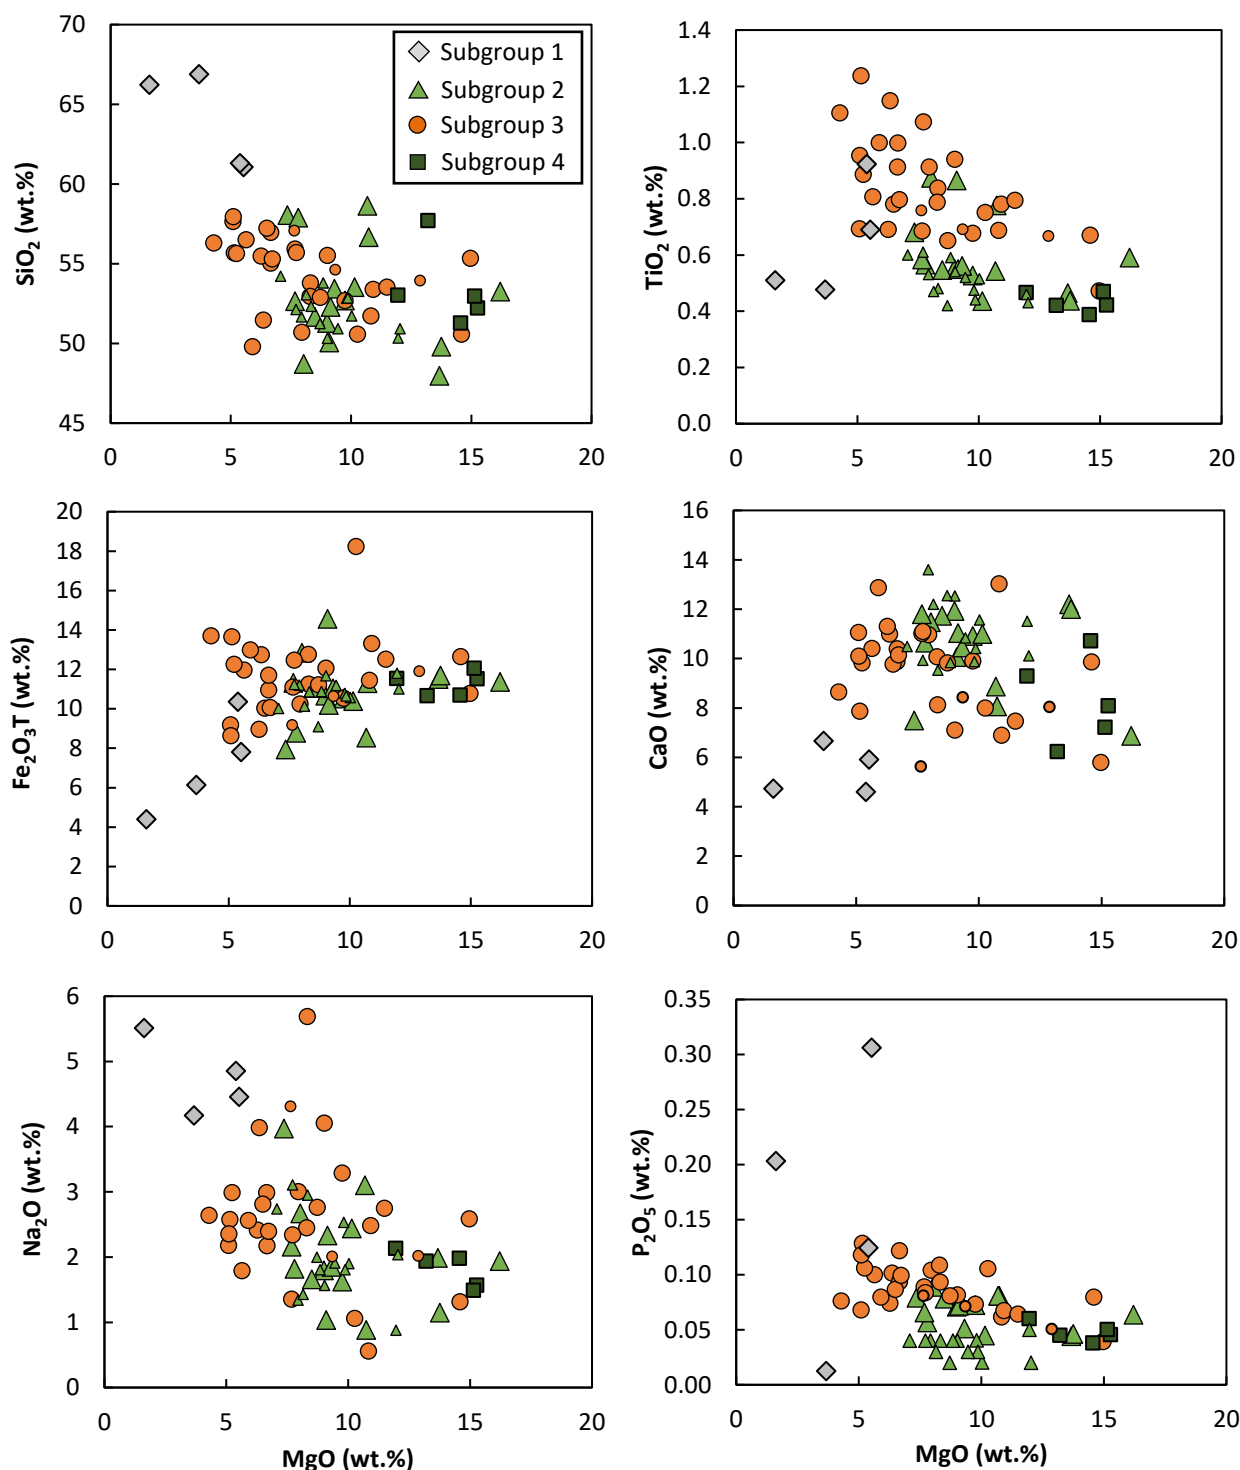 70
65
60
55
50
45
SiO2 (wt.%)
0 5 10 15 20
Subgroup 1
Subgroup 2
Subgroup 3
Subgroup 4
1.4
1.2
1.0
0.8
0.6
0.4
0.2
0.0
TiO2 (wt.%)
0 5 10 15 20
20
18
16
14
12
10
8
6
4
2
0
Fe2O3T (wt.%)
0 5 10 15 20
16
14
12
10
8
6
4
2
0
CaO (wt.%)
0 5 10 15 20
6
5
4
3
2
1
0
Na2O (wt.%)
0 5 10 15 20
MgO (wt.%)
0.35
0.30
0.25
0.20
0.15
0.10
0.05
0.00
P2O5 (wt.%)
0 5 10 15 20
MgO (wt.%)